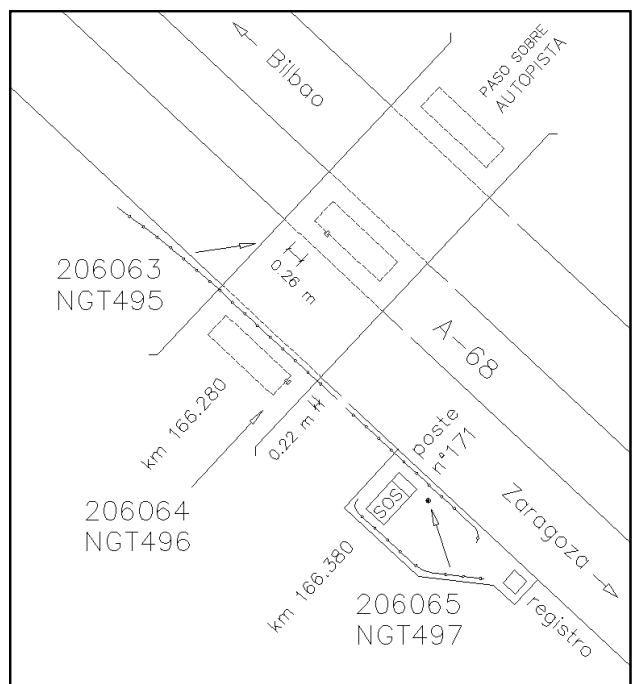 Bilbao
PASO SOBRE
AUTOPISTA
206063
NGT495
0.26 m
A-68
km 166.280
0.22 m
poste
nº171
SOS
206064
NGT496
Zaragoza
km 166.380
206065
NGT497
registro